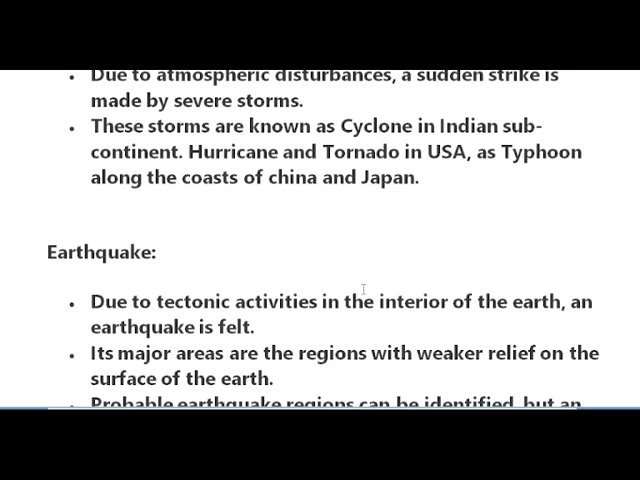 • Due to atmospheric disturbances, a sudden strike is
made by severe storms.
• These storms are known as Cyclone in Indian sub-
continent. Hurricane and Tornado in USA, as Typhoon
along the coasts of china and Japan.
Earthquake:
• Due to tectonic activities in the interior of the earth, an
earthquake is felt.
• Its major areas are the regions with weaker relief on the
surface of the earth.
• Probable earthquake regions can be identified, but an